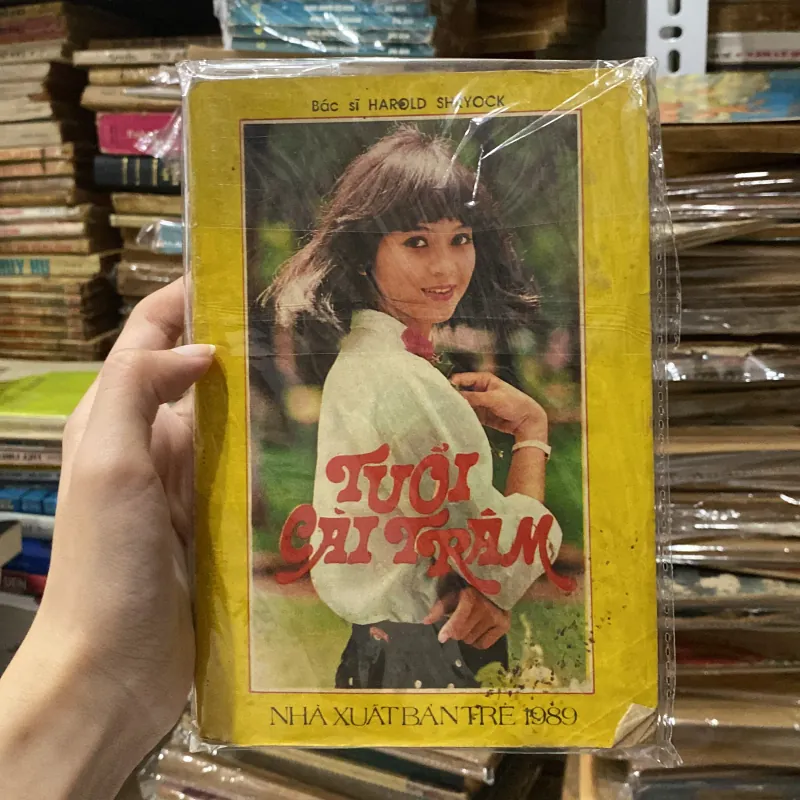 Bác sĩ HAROLD SHRYOCK
TUỔI
CÀI TRÂM
NHÀ XUẤT BẢN TRẺ 1989